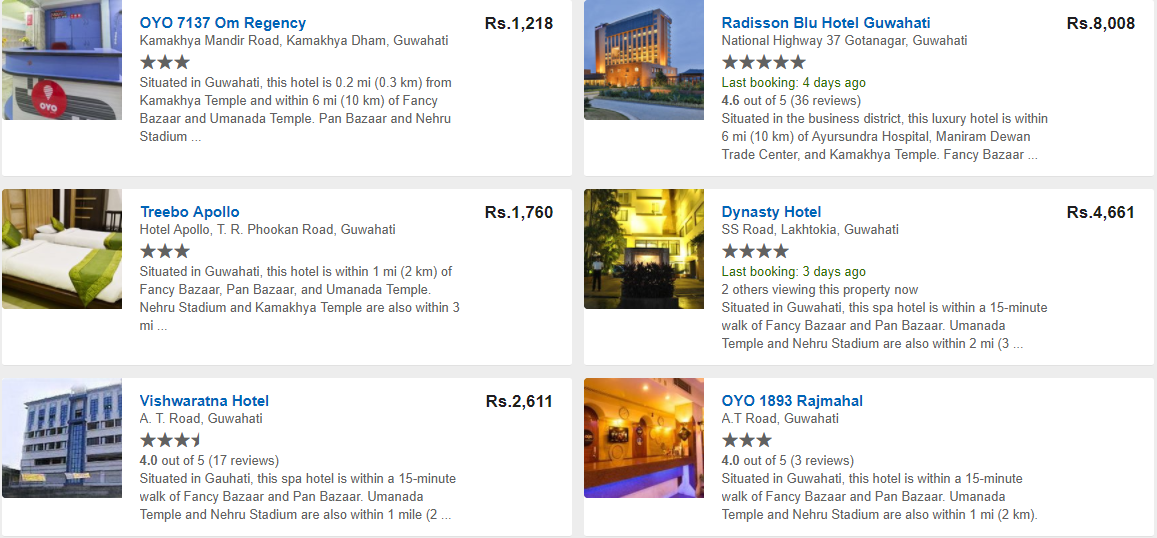 OYO 7137 Om Regency
Rs.1,218
Kamakhya Mandir Road, Kamakhya Dham, Guwahati
Situated in Guwahati, this hotel is 0.2 mi (0.3 km) from
Kamakhya Temple and within 6 mi (10 km) of Fancy
Bazaar and Umanada Temple. Pan Bazaar and Nehru
Stadium ...
OYO
Radisson Blu Hotel Guwahati
Rs.8,008
National Highway 37 Gotanagar, Guwahati
Last booking: 4 days ago
4.6 out of 5 (36 reviews)
Situated in the business district, this luxury hotel is within
6 mi (10 km) of Ayursundra Hospital, Maniram Dewan
Trade Center, and Kamakhya Temple. Fancy Bazaar ...
Treebo Apollo
Rs.1,760
Hotel Apollo, T. R. Phookan Road, Guwahati
Situated in Guwahati, this hotel is within 1 mi (2 km) of
Fancy Bazaar, Pan Bazaar, and Umanada Temple.
Nehru Stadium and Kamakhya Temple are also within 3
mi ...
Dynasty Hotel
Rs.4,661
SS Road, Lakhtokia, Guwahati
Last booking: 3 days ago
2 others viewing this property now
Situated in Guwahati, this spa hotel is within a 15-minute
walk of Fancy Bazaar and Pan Bazaar. Umanada
Temple and Nehru Stadium are also within 2 mi (3 ...
Vishwaratna Hotel
Rs.2,611
A. T. Road, Guwahati
4.0 out of 5 (17 reviews)
Situated in Gauhati, this spa hotel is within a 15-minute
walk of Fancy Bazaar and Pan Bazaar. Umanada
Temple and Nehru Stadium are also within 1 mile (2 ...
OYO 1893 Rajmahal
A.T Road, Guwahati
4.0 out of 5 (3 reviews)
Situated in Guwahati, this hotel is within a 15-minute
walk of Fancy Bazaar and Pan Bazaar. Umanada
Temple and Nehru Stadium are also within 1 mi (2 km).